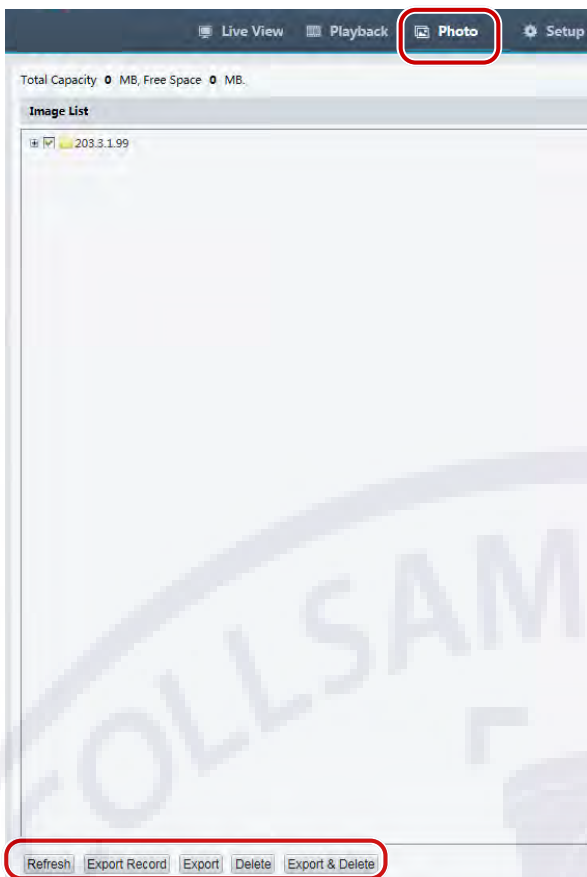 Live View Playback Photo Setup
Total Capacity 0 MB, Free Space 0 MB.
Image List
203.3.1.99
Refresh Export Record Export Delete Export & Delete